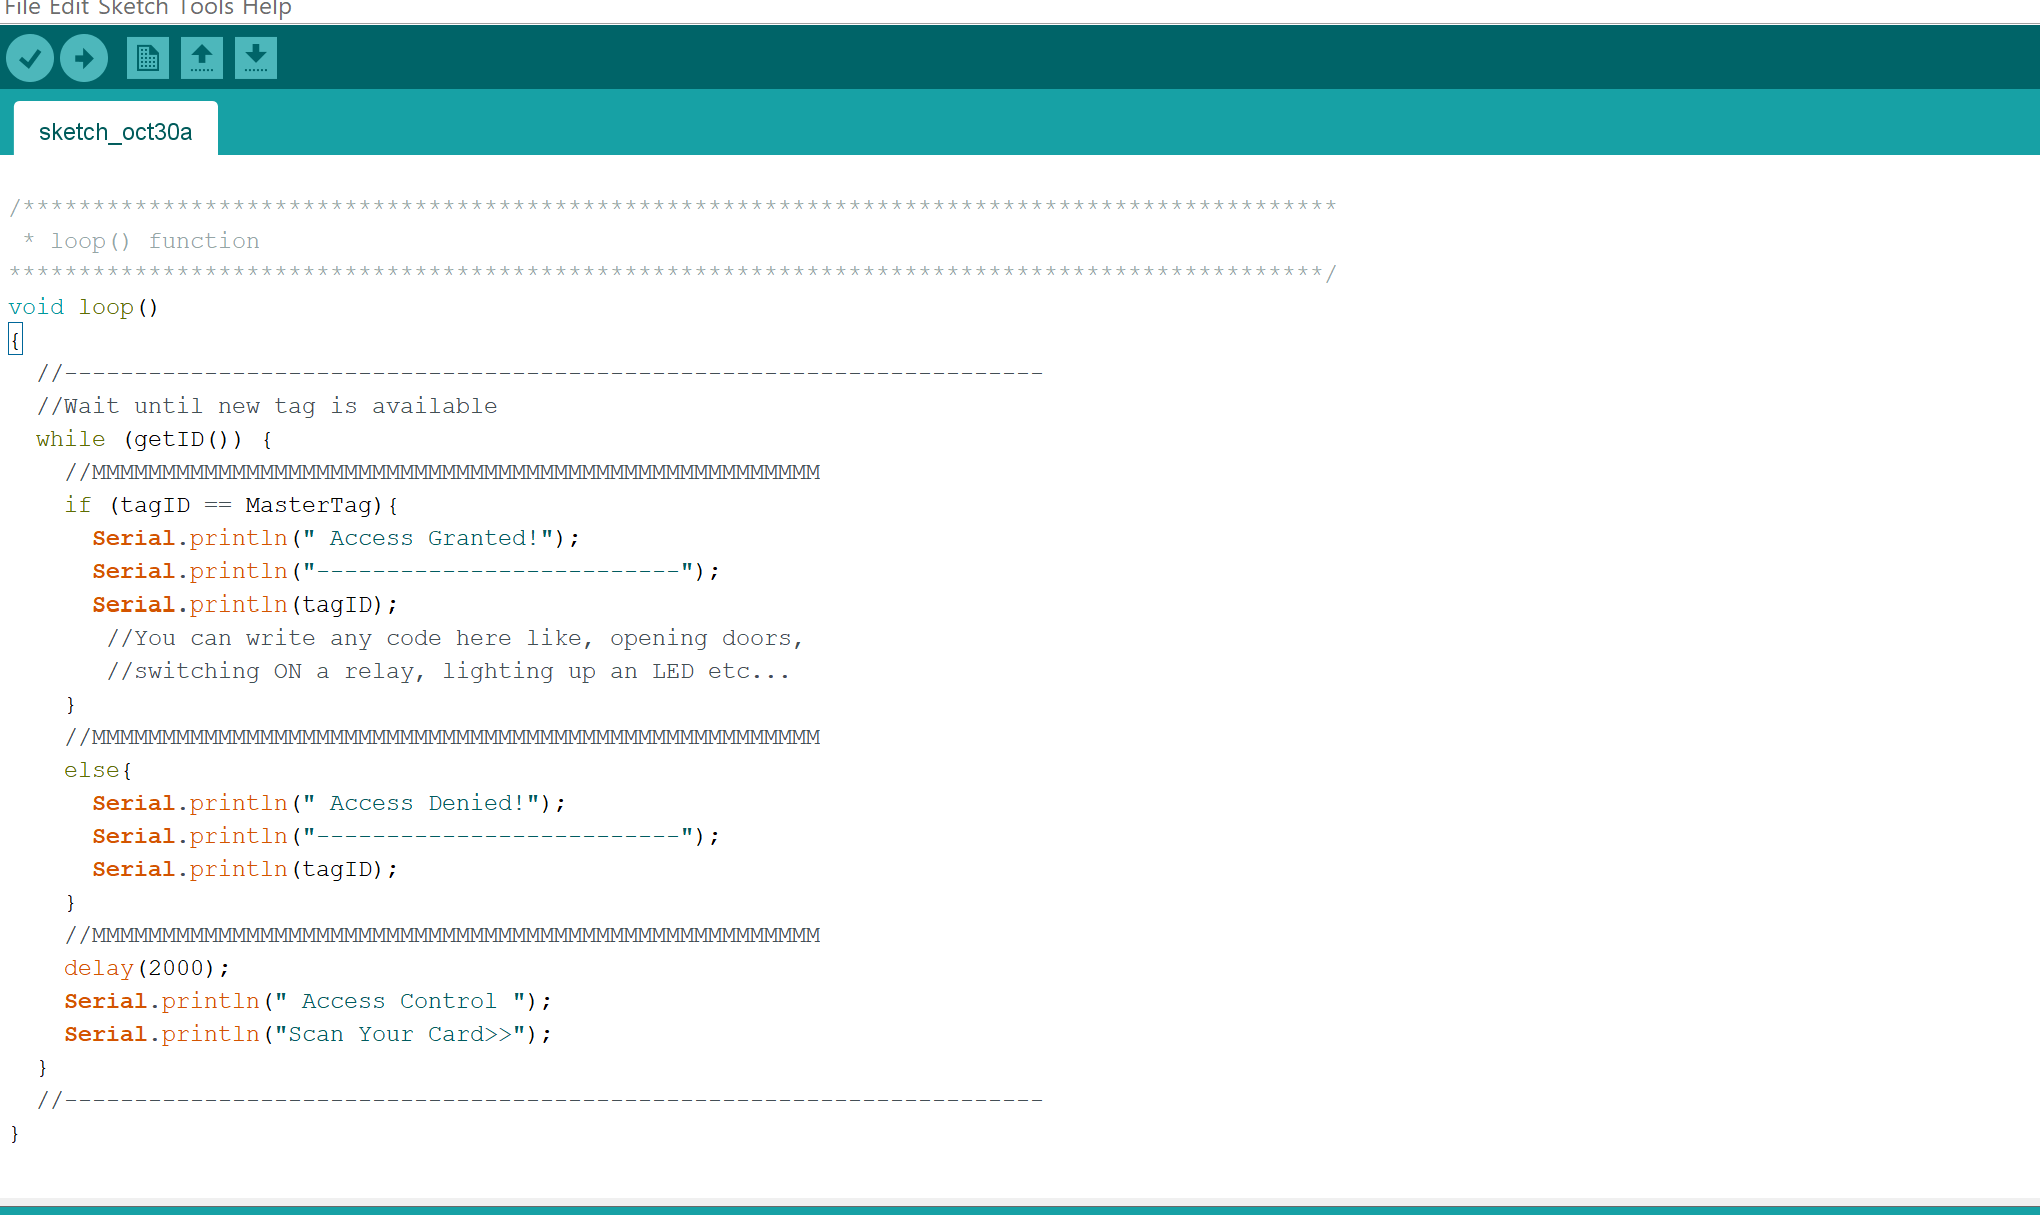 File Edit Sketch Tools Help
sketch_oct30a
/**********************************************************************************************
 * loop() function
**********************************************************************************************/
void loop()
{
  //----------------------------------------------------------------------
  //Wait until new tag is available
  while (getID()) {
    //MMMMMMMMMMMMMMMMMMMMMMMMMMMMMMMMMMMMMMMMMMMMMMMMMMMM
    if (tagID == MasterTag){
      Serial.println(" Access Granted!");
      Serial.println("--------------------------");
      Serial.println(tagID);
       //You can write any code here like, opening doors,
       //switching ON a relay, lighting up an LED etc...
    }
    //MMMMMMMMMMMMMMMMMMMMMMMMMMMMMMMMMMMMMMMMMMMMMMMMMMMM
    else{
      Serial.println(" Access Denied!");
      Serial.println("--------------------------");
      Serial.println(tagID);
    }
    //MMMMMMMMMMMMMMMMMMMMMMMMMMMMMMMMMMMMMMMMMMMMMMMMMMMM
    delay(2000);
    Serial.println(" Access Control ");
    Serial.println("Scan Your Card>>");
  }
  //----------------------------------------------------------------------
}